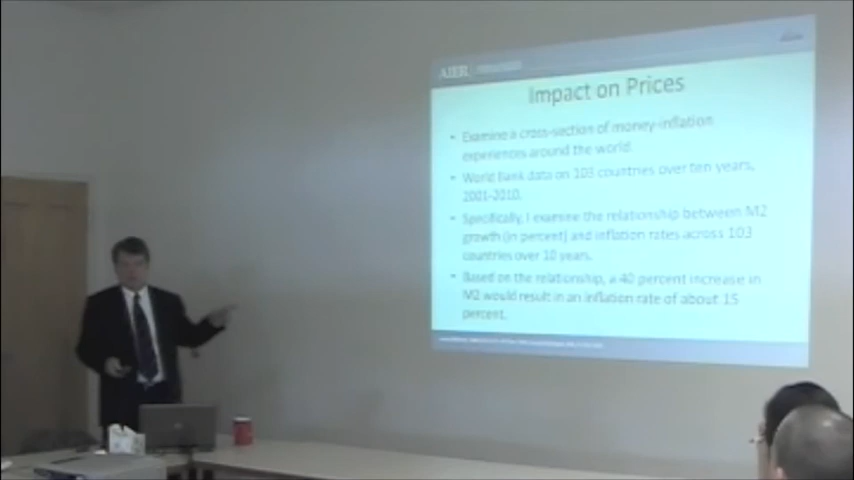 AIER
Impact on Prices
• Examine a cross-section of money-inflation
experiences around the world.
• World Bank data on 103 countries over ten years,
2001-2010.
• Specifically, I examine the relationship between M2
growth (in percent) and inflation rates across 103
countries over 10 years.
• Based on the relationship, a 40 percent increase in
M2 would result in an inflation rate of about 15
percent.